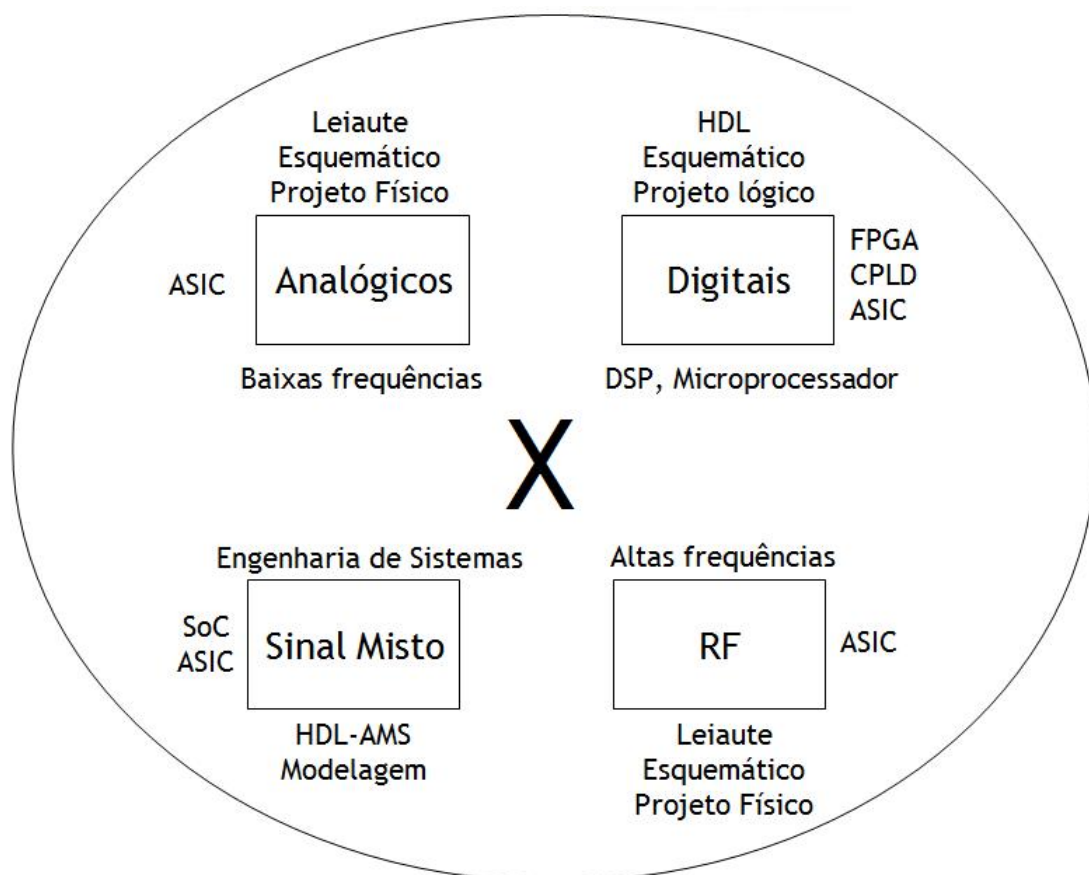 Leiaute
Esquemático
Projeto Físico
ASIC
Analógicos
Baixas frequências
HDL
Esquemático
Projeto lógico
Digitais
FPGA
CPLD
ASIC
DSP, Microprocessador
X
Engenharia de Sistemas
SoC
ASIC
Sinal Misto
HDL-AMS
Modelagem
Altas frequências
RF
ASIC
Leiaute
Esquemático
Projeto Físico